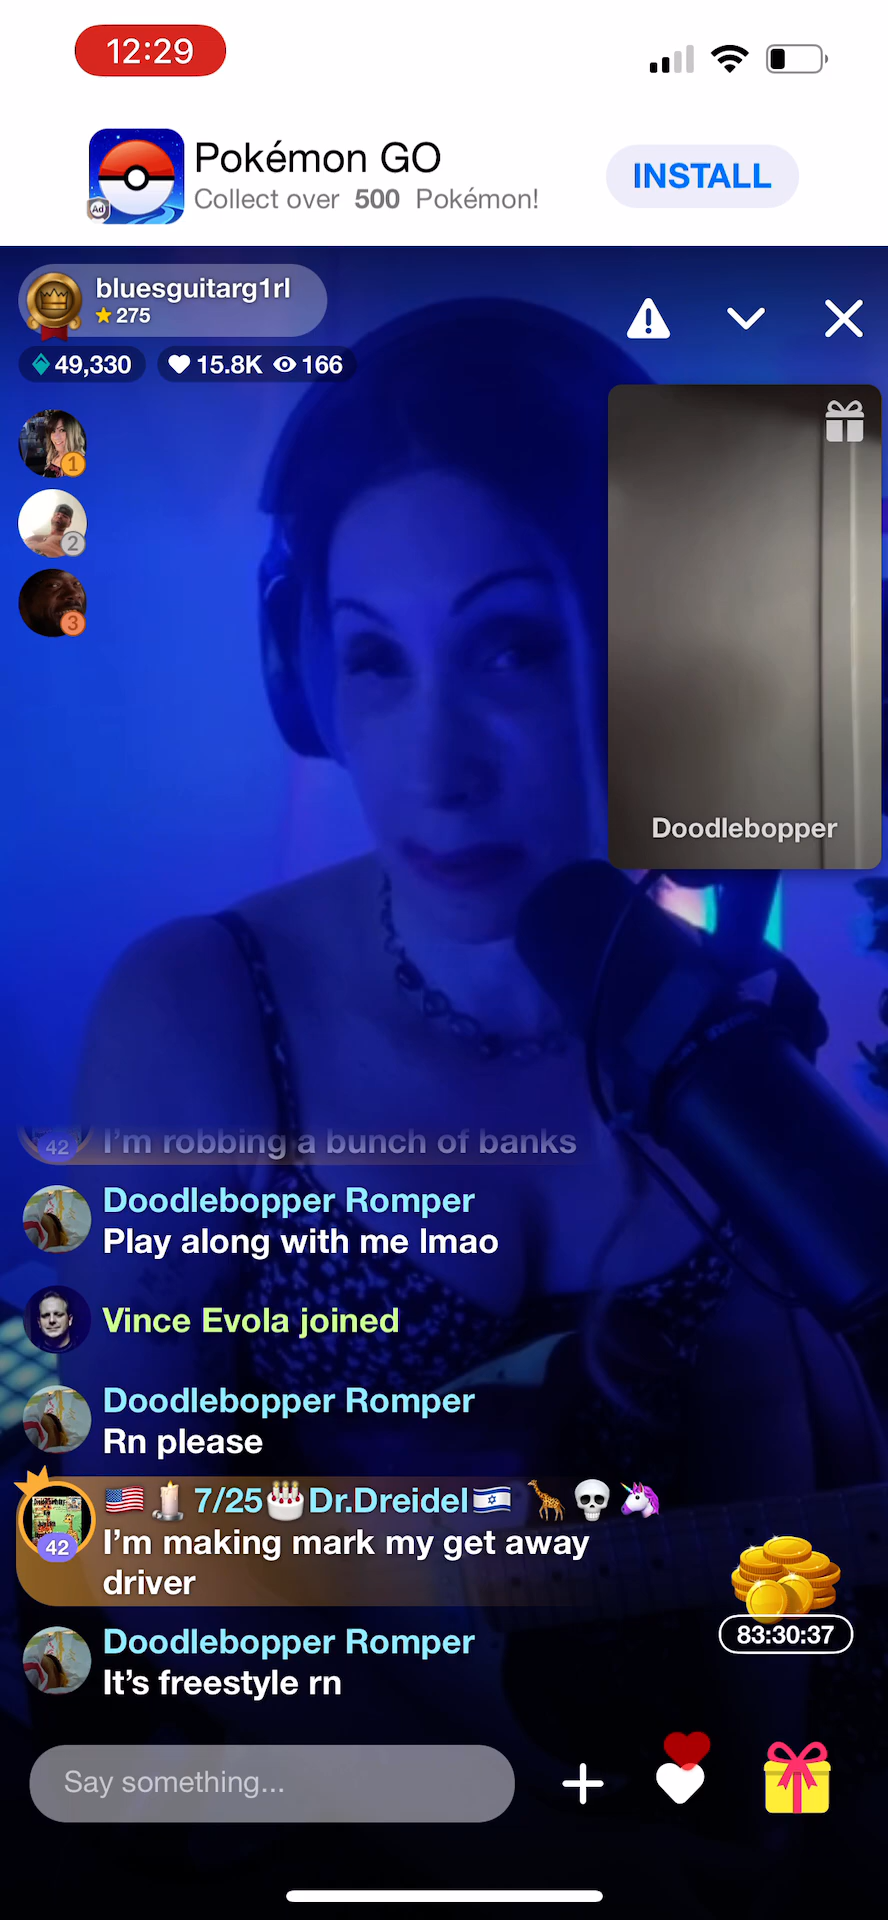 12:29
Pokémon GO
Collect over 500 Pokémon!
INSTALL
Ad
bluesguitarg1rl
275
49,330 15.8K 166
1
2
3
Doodlebopper
42
I'm robbing a bunch of banks
Doodlebopper Romper
Play along with me lmao
Vince Evola joined
Doodlebopper Romper
Rn please
7/25 Dr.Dreidel
42
I'm making mark my get away
driver
83:30:37
Doodlebopper Romper
It's freestyle rn
Say something...